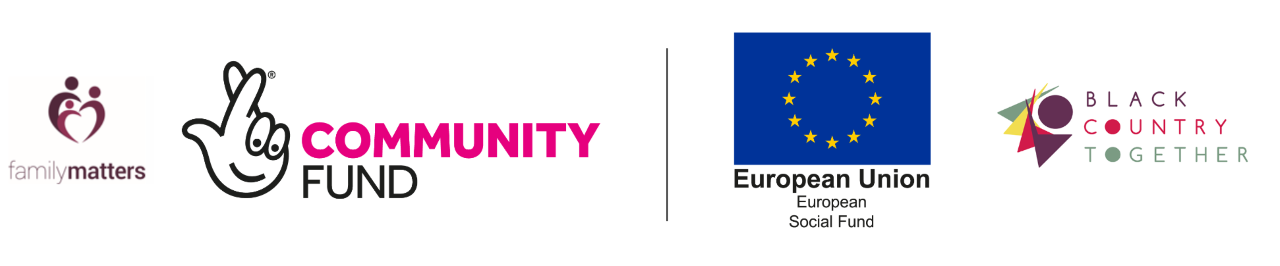 familymatters
®
COMMUNITY
FUND
European Union
European
Social Fund
BLACK
COUNTRY
TOGETHER